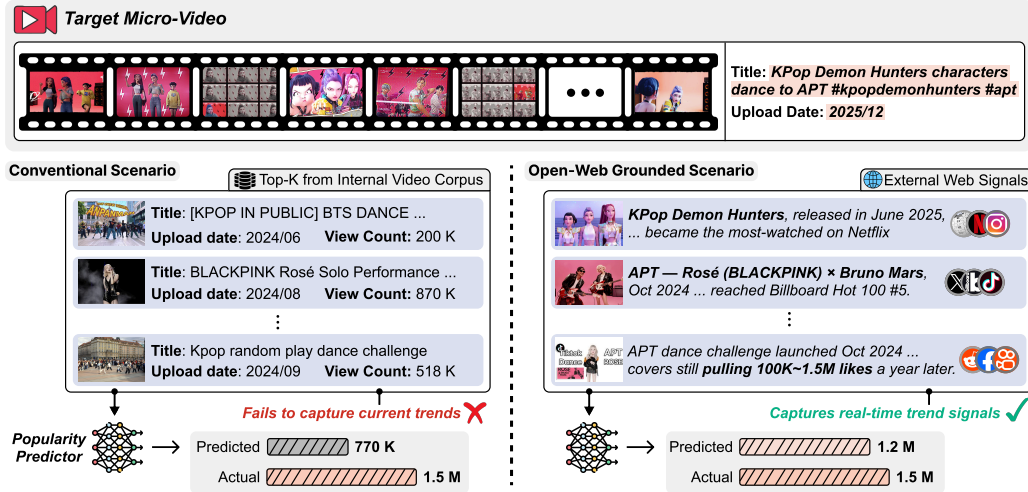 Target Micro-Video
Title: KPop Demon Hunters characters
dance to APT #kpopdemonhunters #apt
Upload Date: 2025/12
Conventional Scenario
Top-K from Internal Video Corpus
Title: [KPOP IN PUBLIC] BTS DANCE ...
Upload date: 2024/06 View Count: 200 K
Title: BLACKPINK Rosé Solo Performance ...
Upload date: 2024/08 View Count: 870 K
Title: Kpop random play dance challenge
Upload date: 2024/09 View Count: 518 K
Fails to capture current trends
Popularity
Predictor
Predicted 770 K
Actual 1.5 M
Open-Web Grounded Scenario
External Web Signals
KPop Demon Hunters, released in June 2025,
... became the most-watched on Netflix
APT — Rosé (BLACKPINK) × Bruno Mars,
Oct 2024 ... reached Billboard Hot 100 #5.
Tiktok
Dance
APT
ROSE
APT dance challenge launched Oct 2024 ...
covers still pulling 100K~1.5M likes a year later.
Captures real-time trend signals
Predicted 1.2 M
Actual 1.5 M